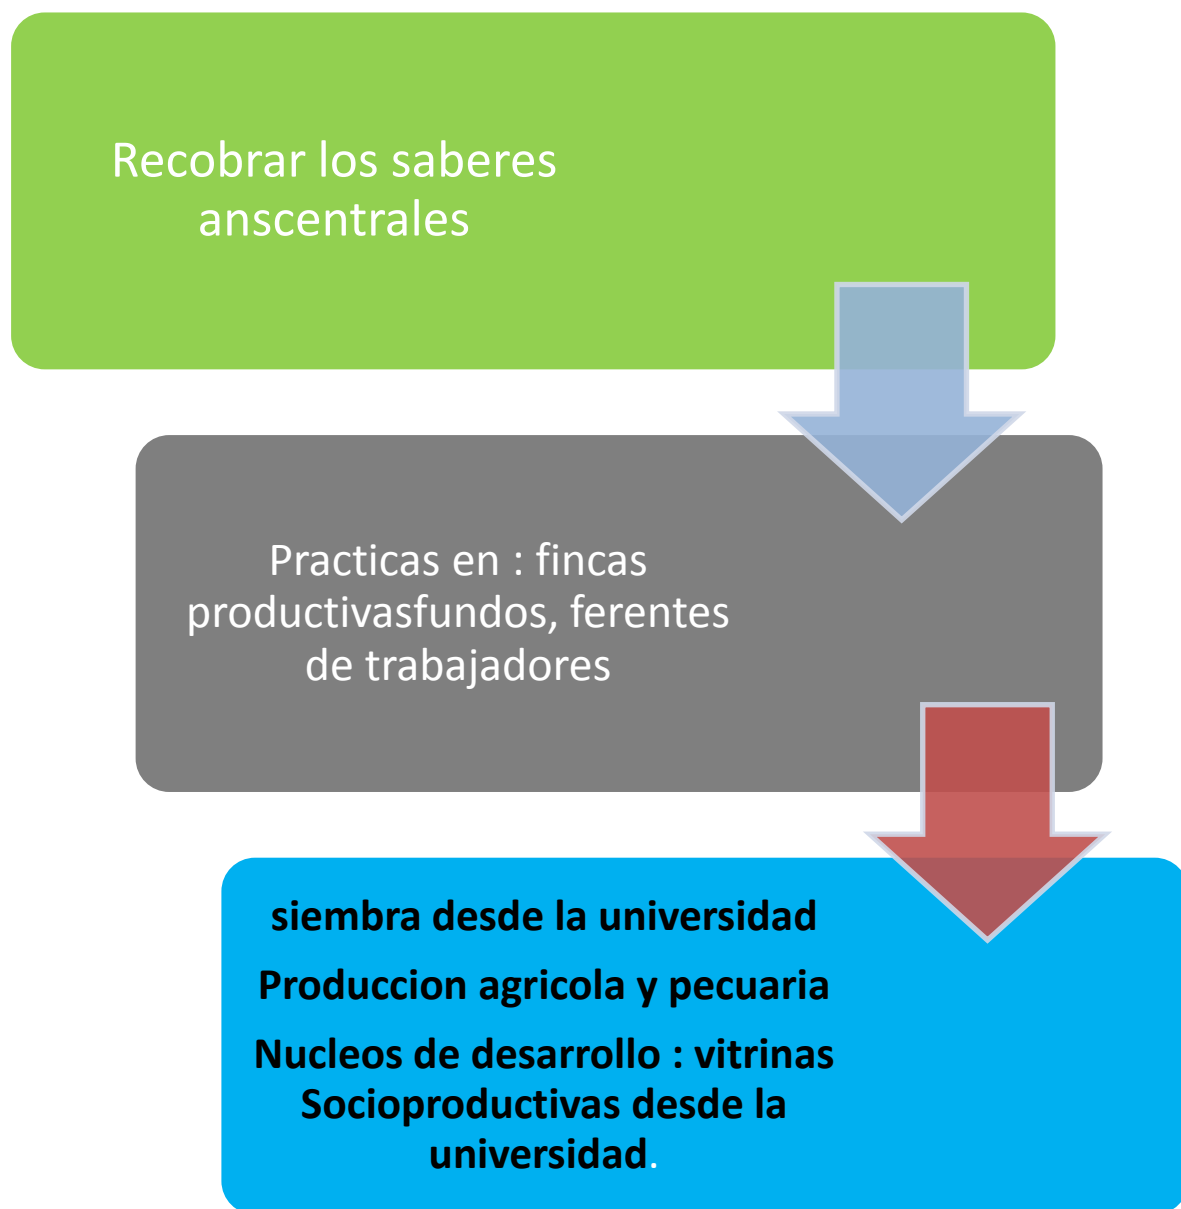 Recobrar los saberes
anscentrales
Practicas en : fincas
productivasfundos, ferentes
de trabajadores
siembra desde la universidad
Produccion agricola y pecuaria
Nucleos de desarrollo : vitrinas
Socioproductivas desde la
universidad.